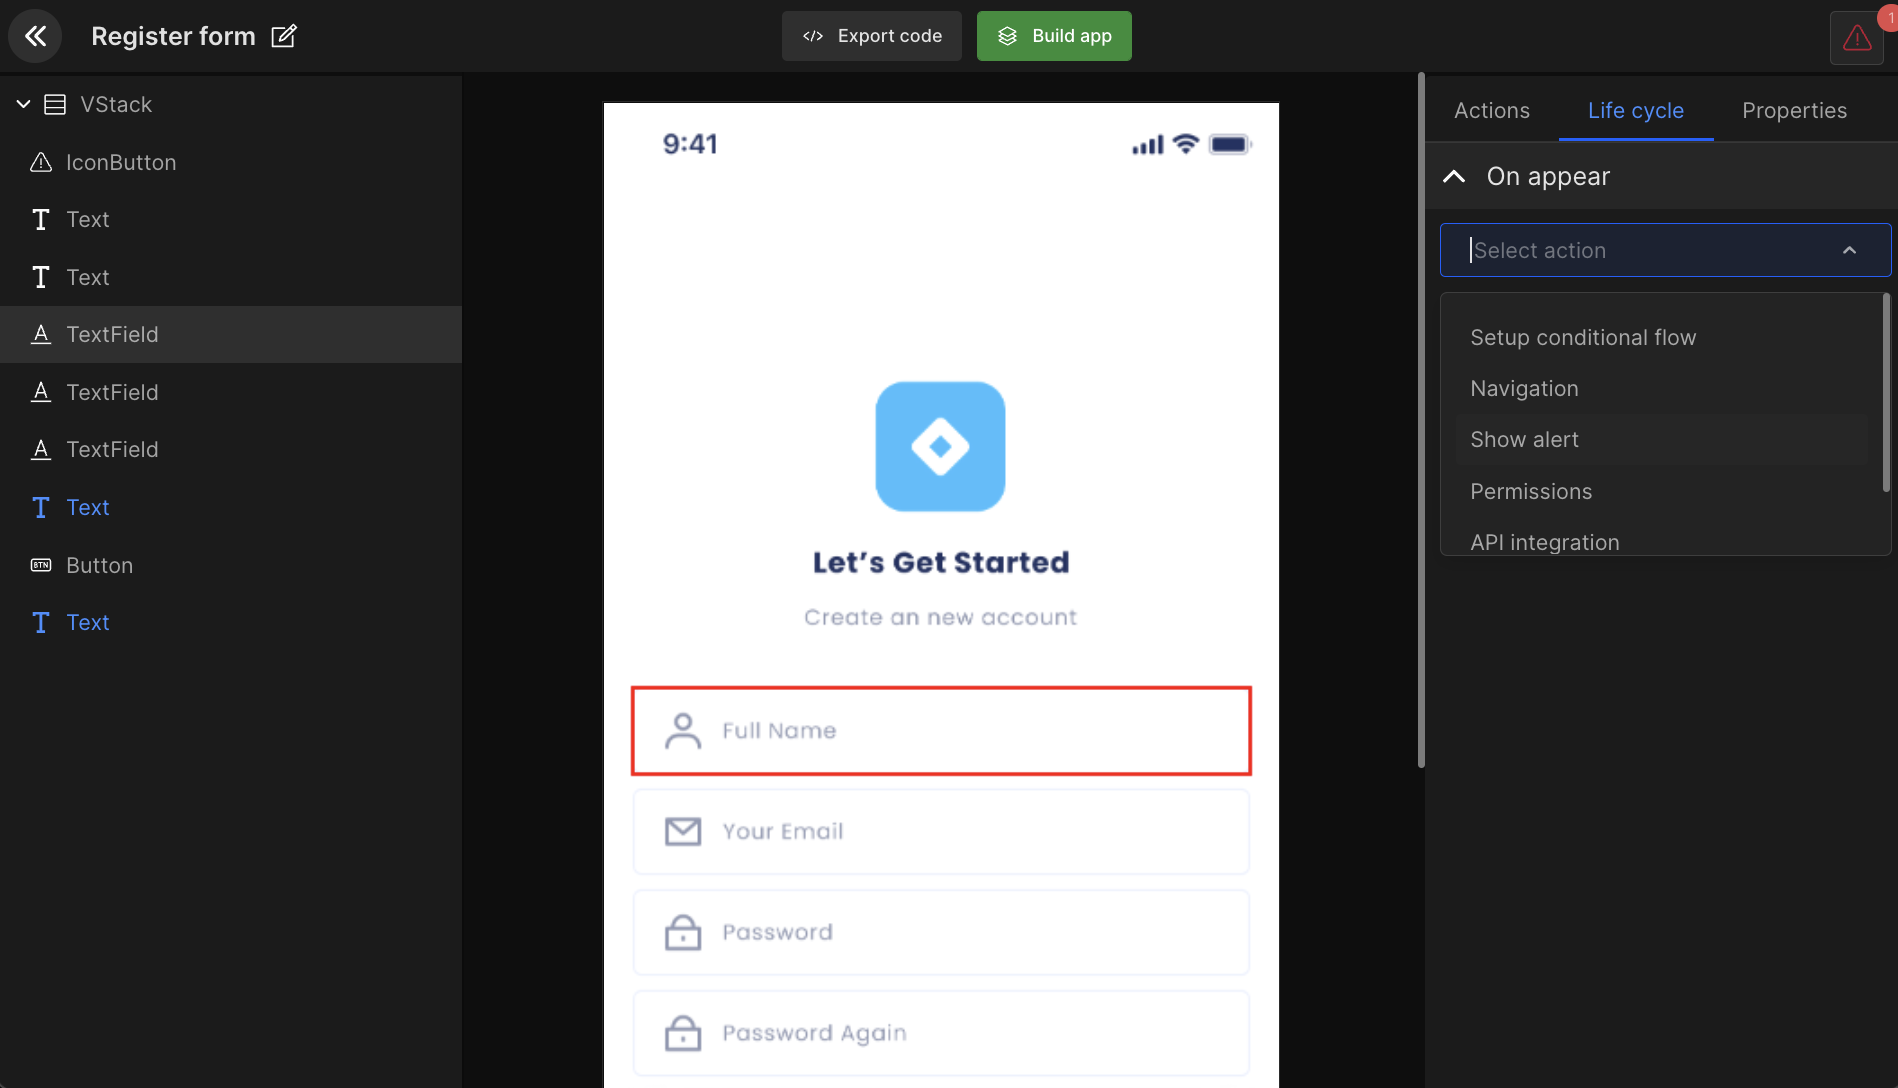 Register form
</> Export code
Build app
1
VStack
IconButton
Text
Text
TextField
TextField
TextField
Text
BTN Button
Text
9:41
Let's Get Started
Create an new account
Full Name
Your Email
Password
Password Again
Actions Life cycle Properties
On appear
Select action
Setup conditional flow
Navigation
Show alert
Permissions
API integration